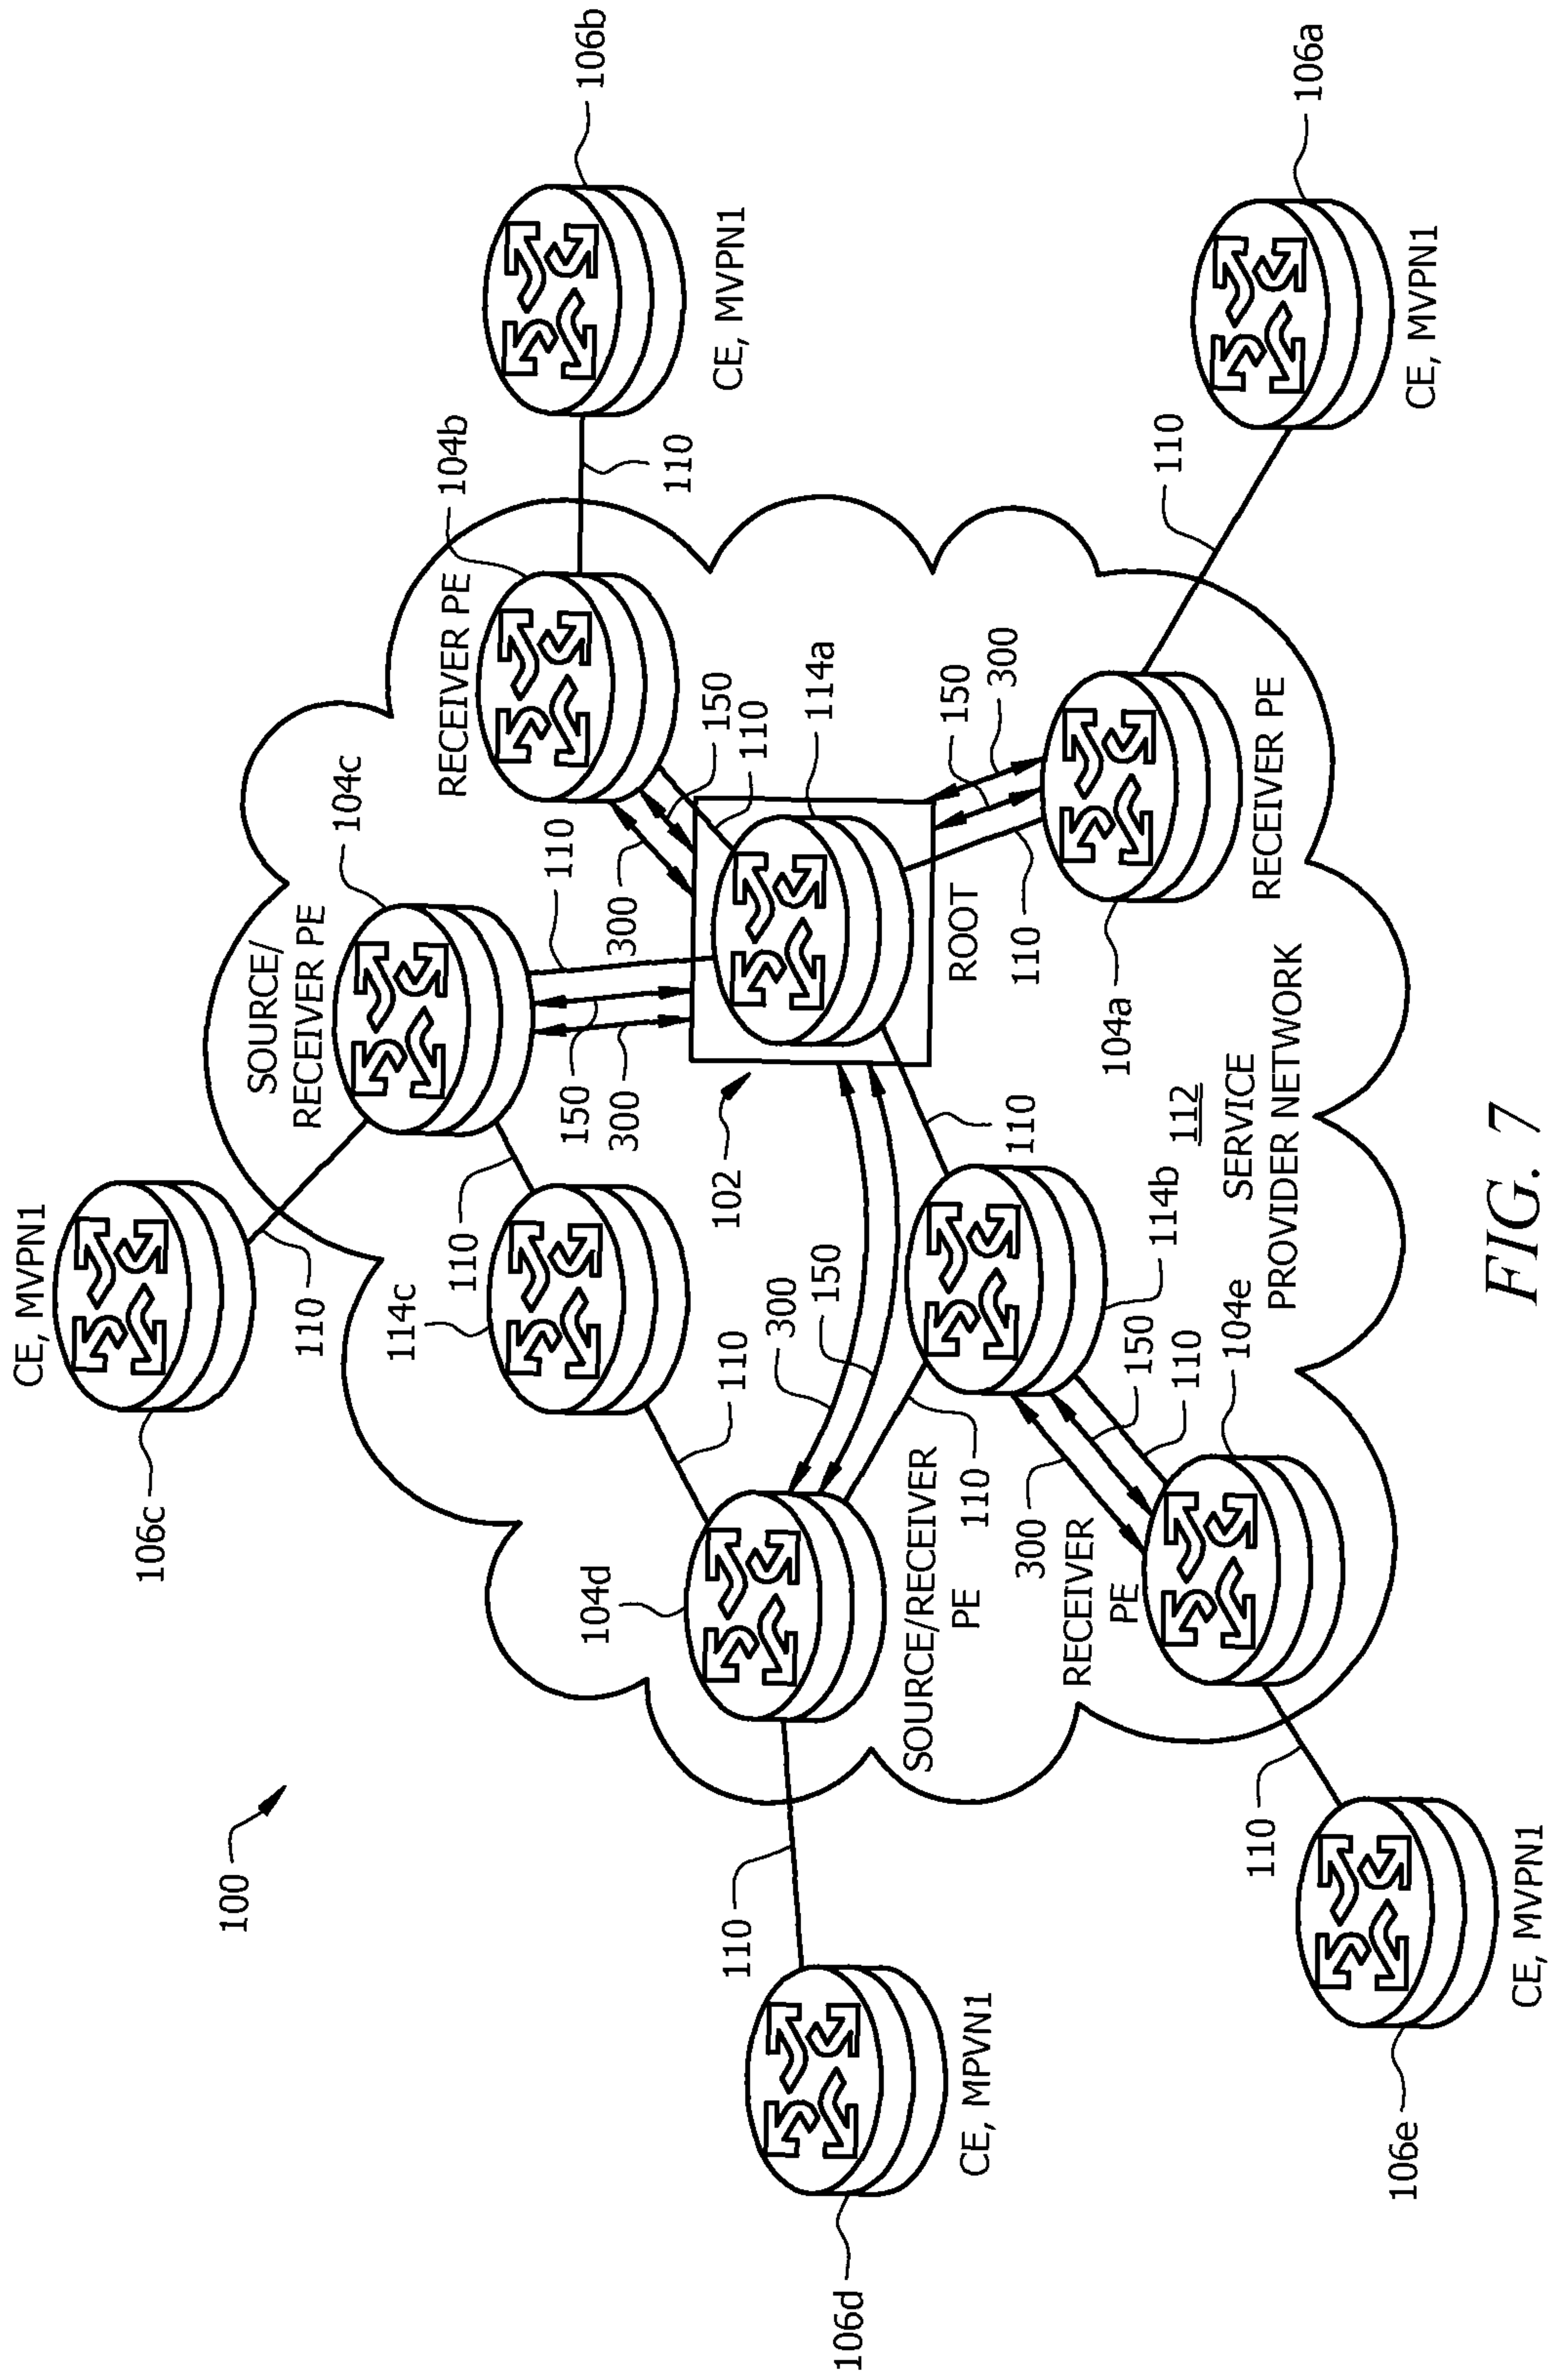 CE, MVPN1
106c
100
SOURCE/
RECEIVER PE
110
104c
114c
RECEIVER PE
104b
110
110
150
106b
104d
300
300
110
150
102
CE, MVPN1
110
110
110
300
114a
150
106d
SOURCE/RECEIVER
PE
110
150
ROOT
CE, MPVN1
300
110
110
300
RECEIVER
PE
104a
150
114b
110
110
112
104e
SERVICE
PROVIDER NETWORK
110
RECEIVER PE
106a
106e
CE, MVPN1
CE, MVPN1
FIG. 7